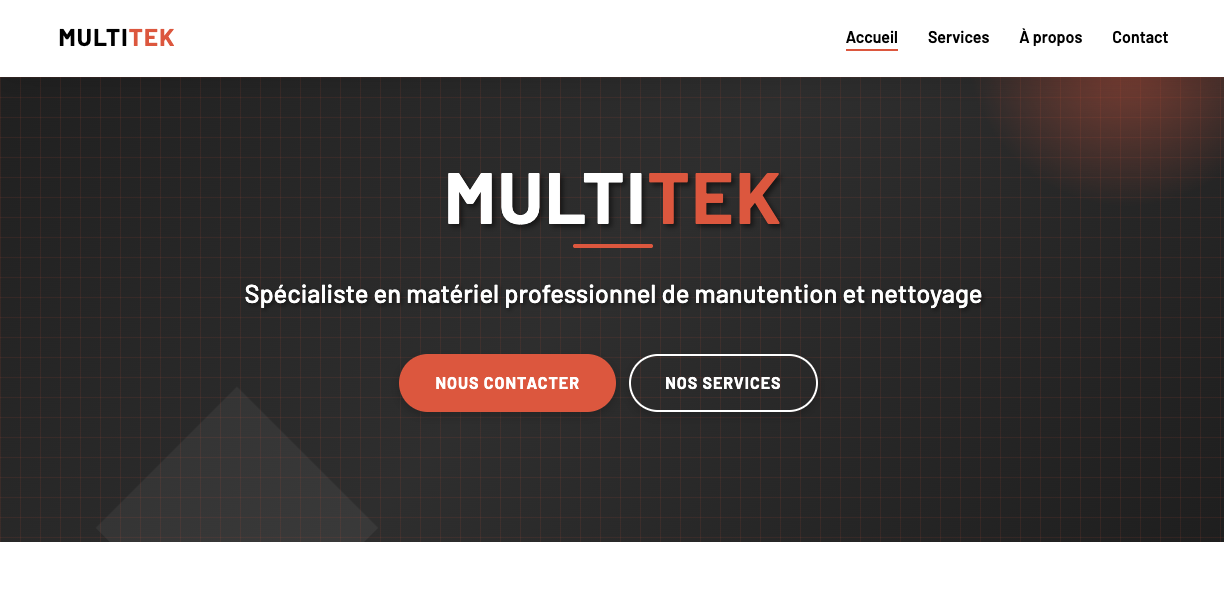 MULTITEK
Accueil Services À propos Contact
MULTITEK
Spécialiste en matériel professionnel de manutention et nettoyage
NOUS CONTACTER NOS SERVICES